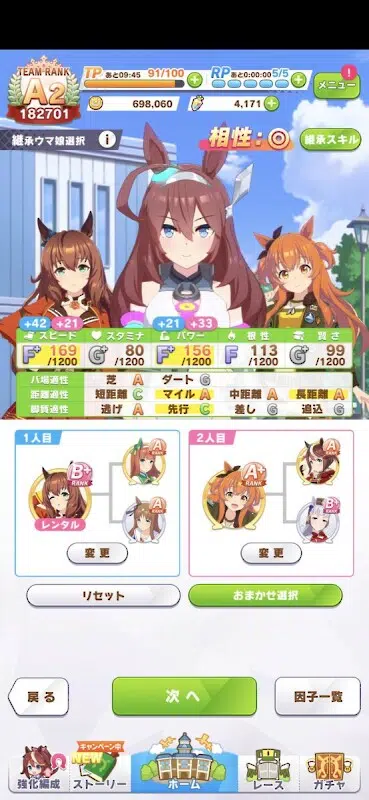 TEAM RANK
A2
182701
TP あと09:45 91/100
RP あと0:00:00 5/5
メニュー
698,060
4,171
継承ウマ娘選択
相性:◎
継承スキル
+42 +21 +21 +33
スピード スタミナ パワー 根性 賢さ
F+ 169 G+ 80 F+ 156 F 113 G+ 99
/1200 /1200 /1200 /1200 /1200
バ場適性 芝 A ダート G
距離適性 短距離 C マイル A 中距離 A 長距離 A
脚質適性 逃げ A 先行 C 差し G 追込 G
1人目
2人目
B+ RANK
レンタル
A RANK
A RANK
A+ RANK
A RANK
B+ RANK
変更
変更
リセット
おまかせ選択
戻る
次へ
因子一覧
キャンペーン中
NEW
強化編成
ストーリー
ホーム
レース
ガチャ